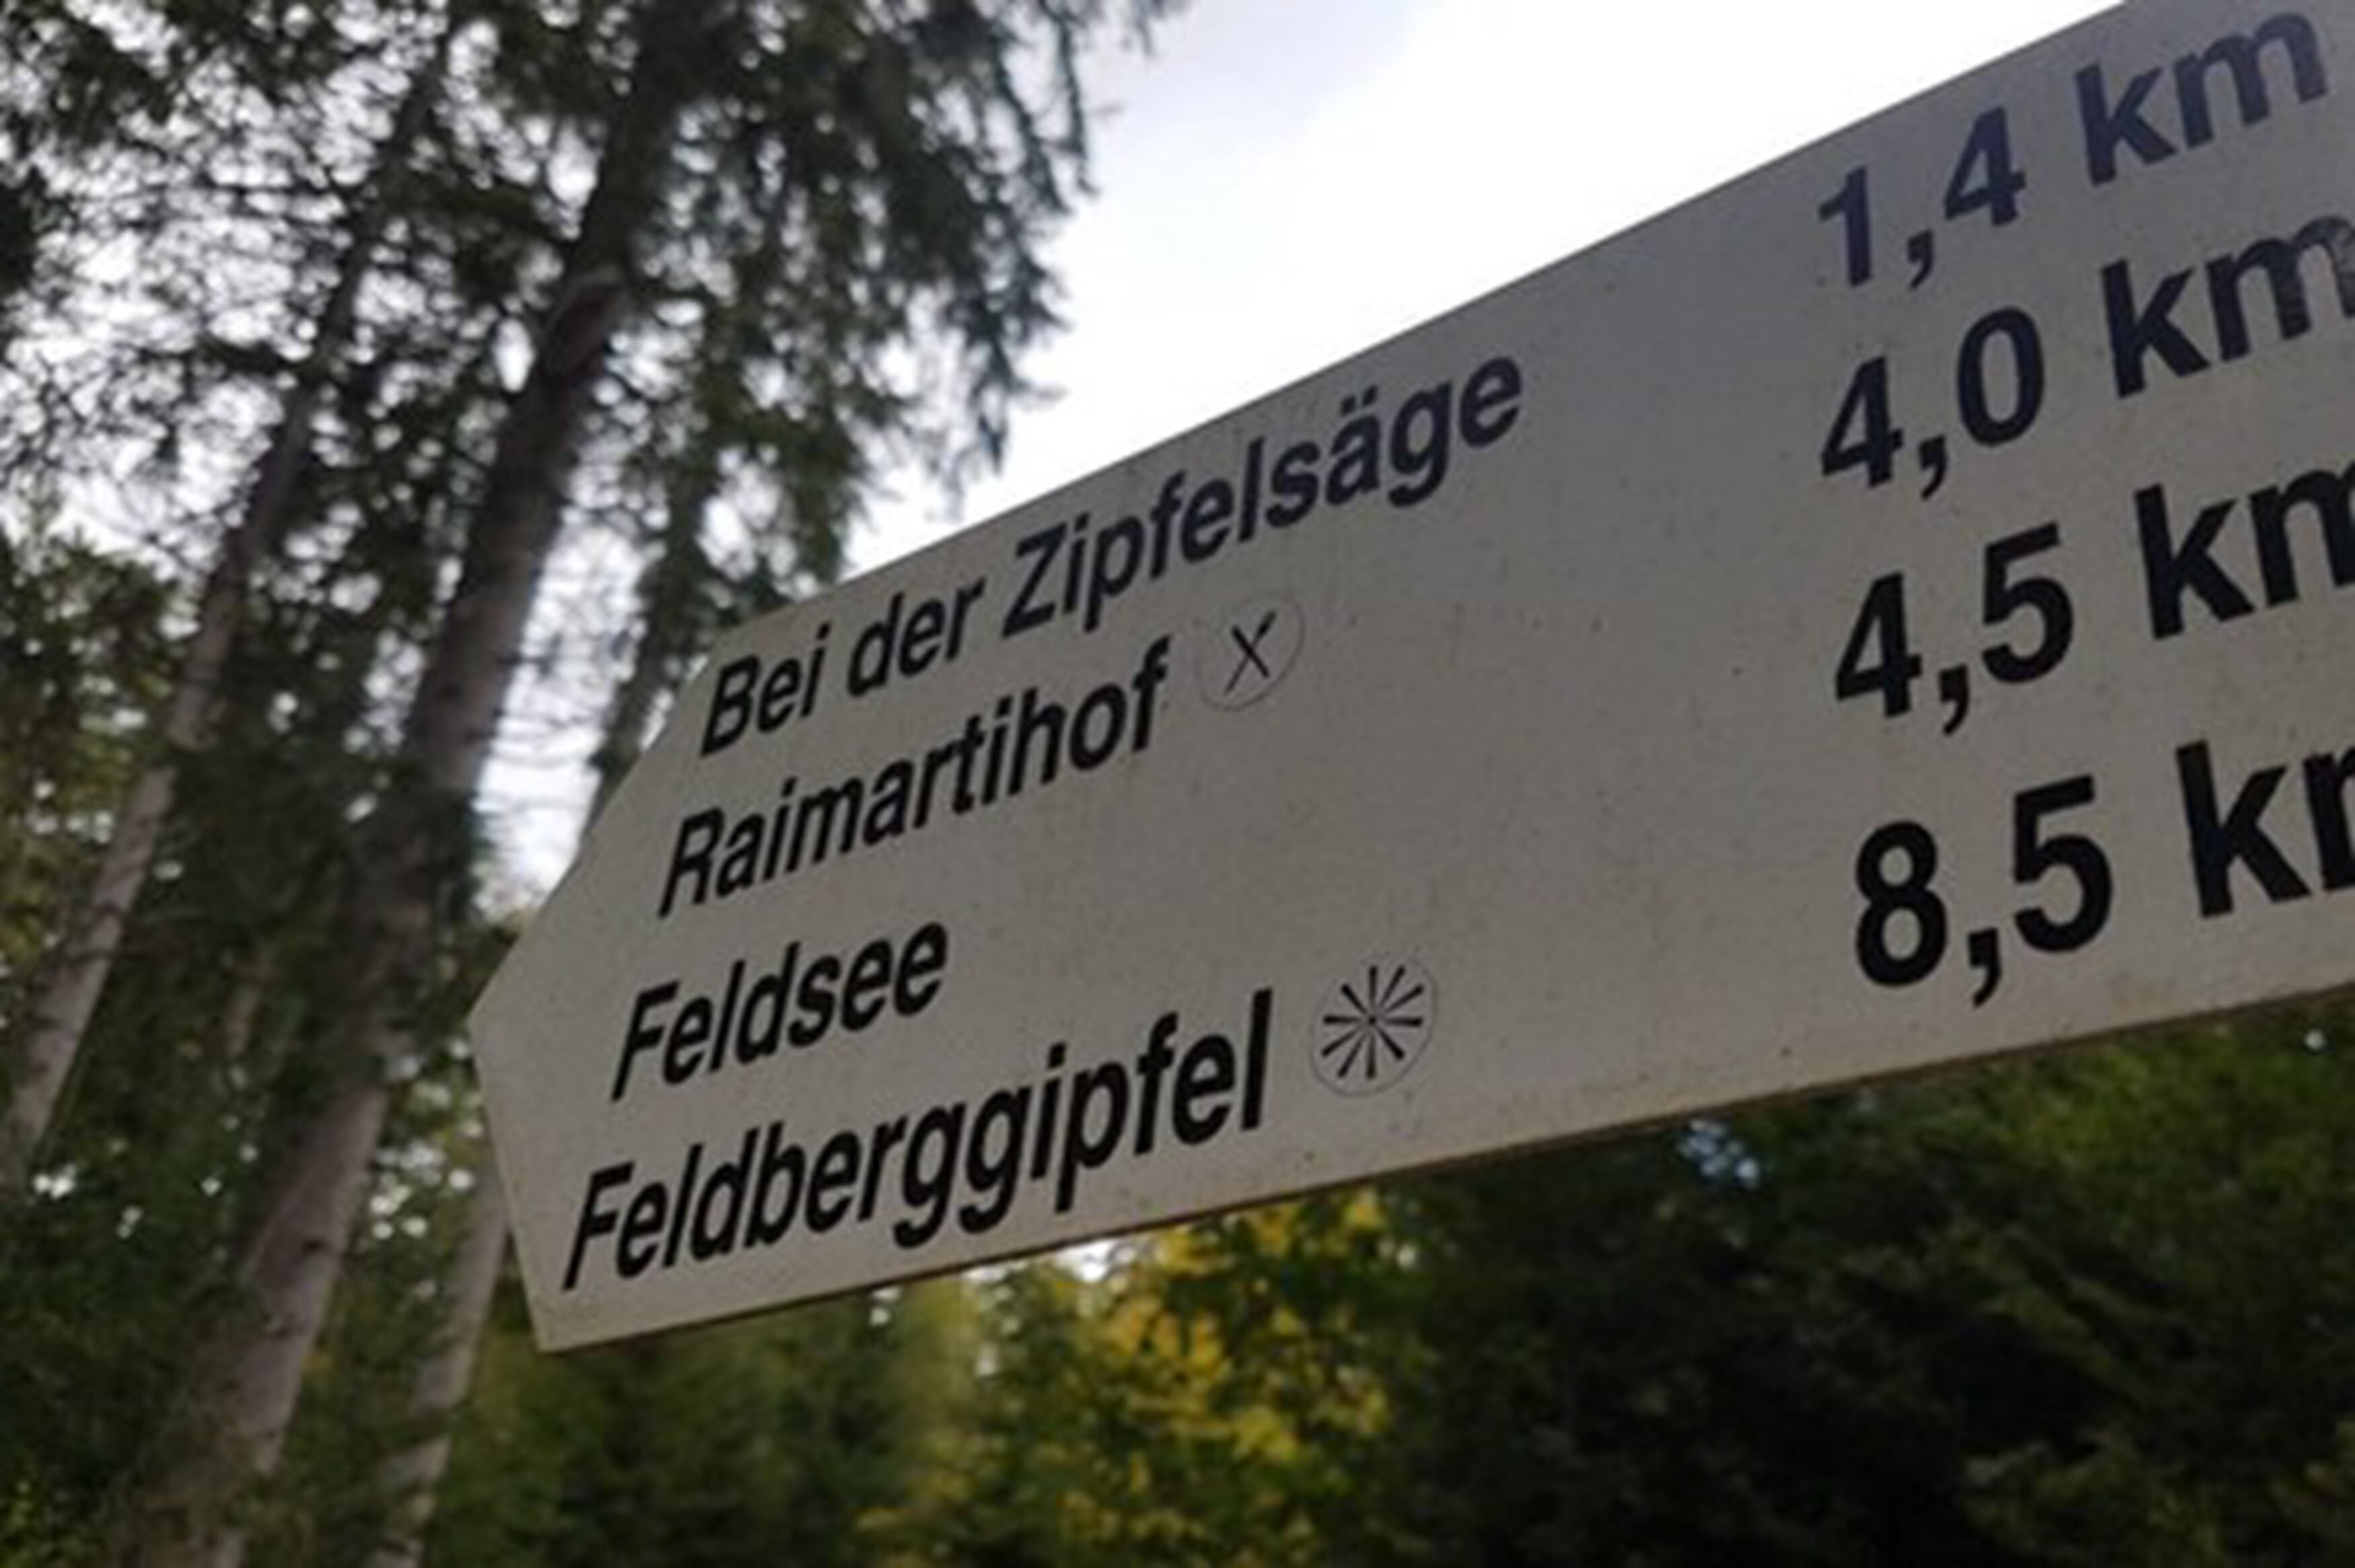 Bei der Zipfelsäge 1,4 km
Raimartihof 4,0 km
Feldsee 4,5 km
Feldberggipfel 8,5 km